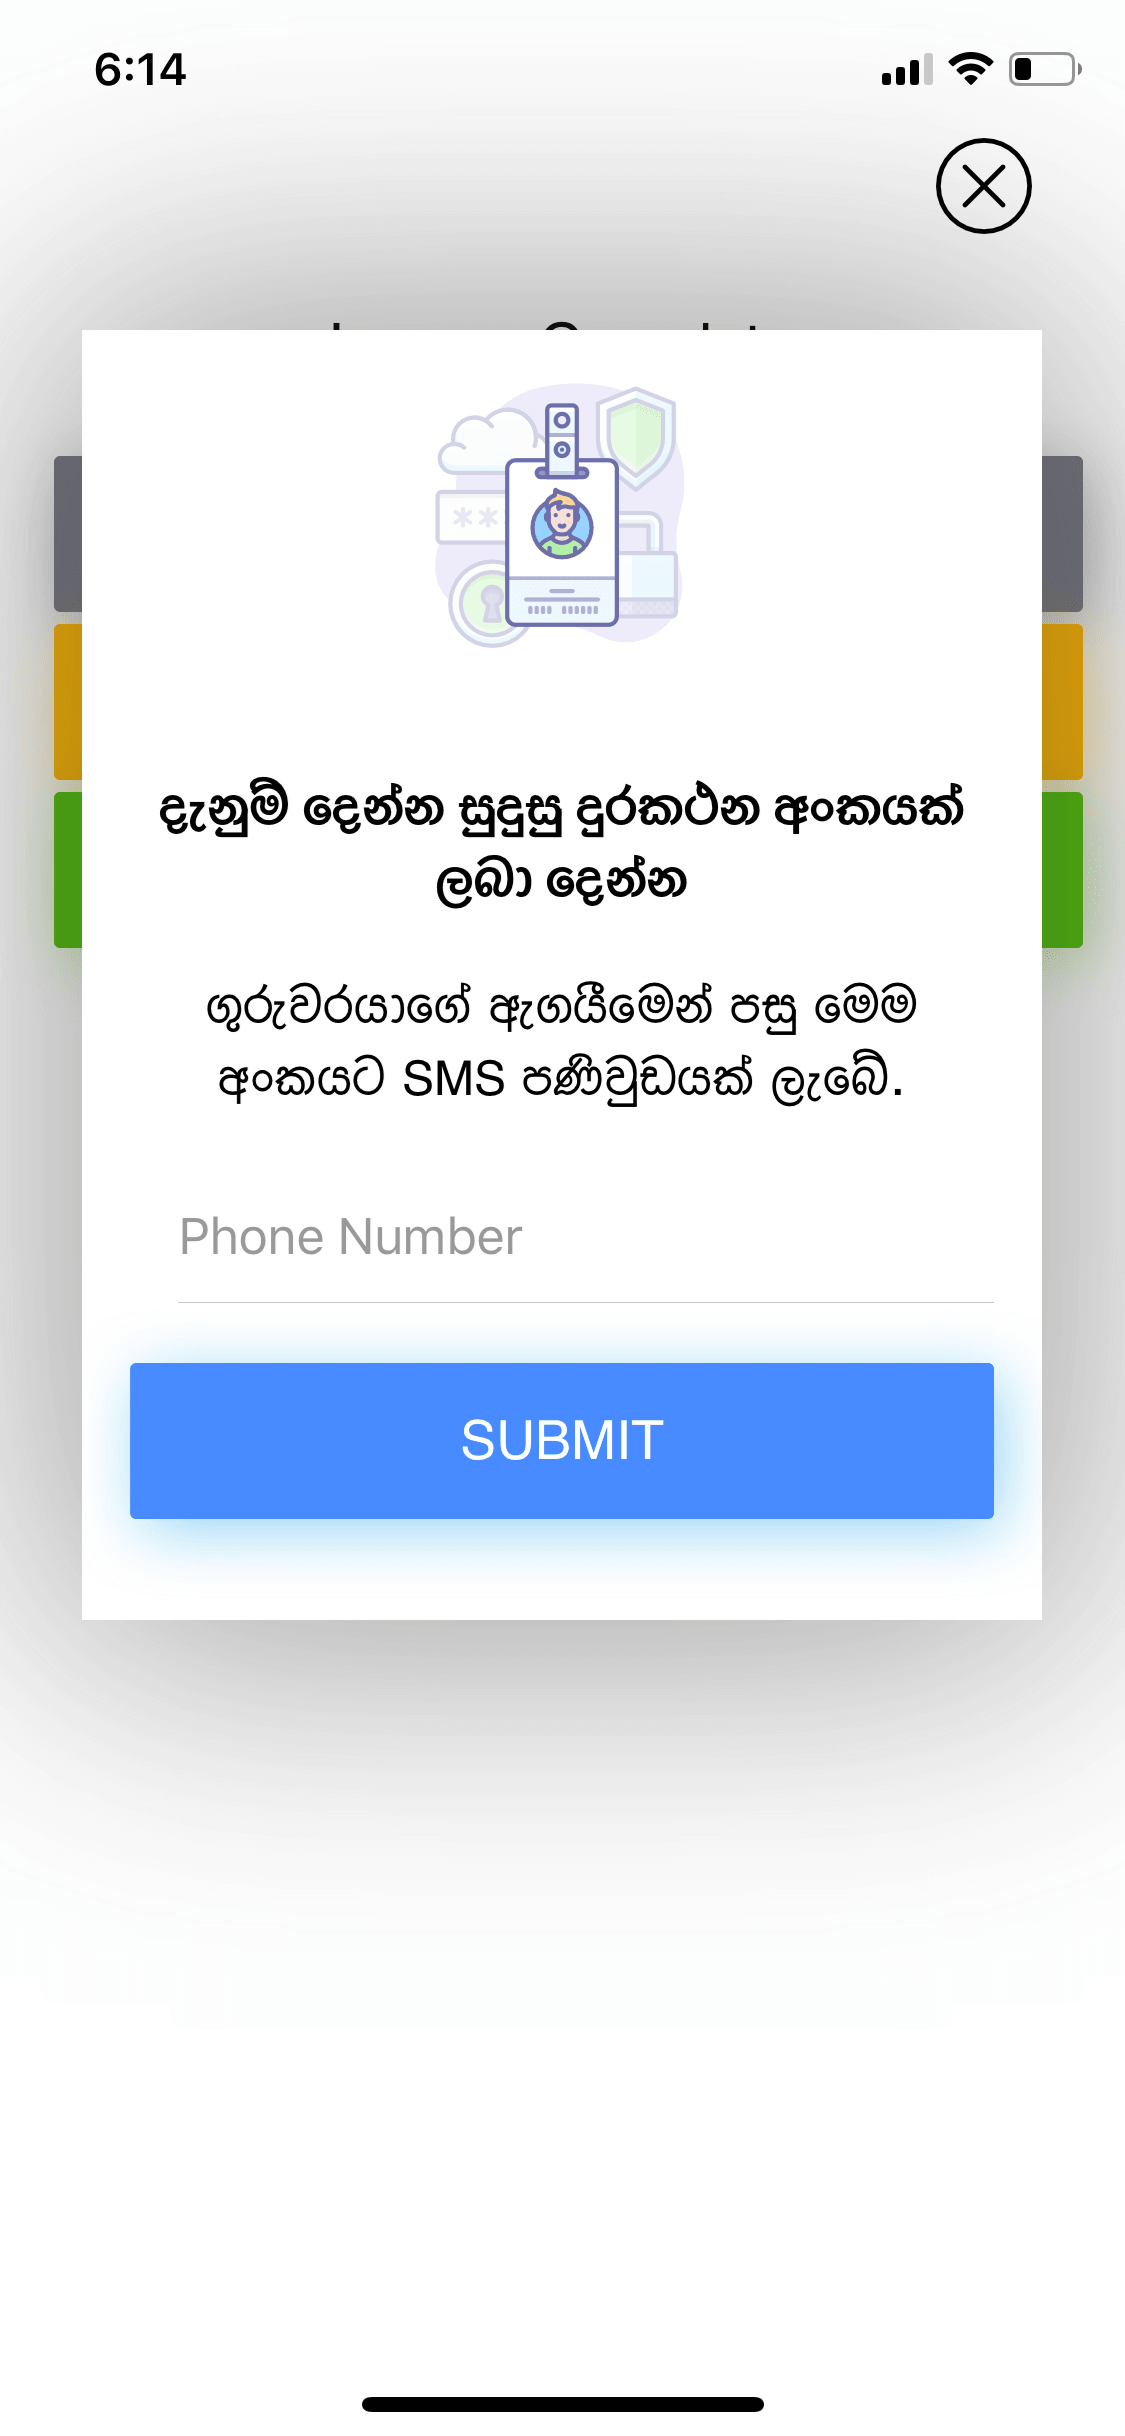 6:14
දැනුම් දෙන්න සුදුසු දුරකථන අංකයක්
ලබා දෙන්න
ගුරුවරයාගේ ඇගයීමෙන් පසු මෙම
අංකයට SMS පණිවුඩයක් ලැබේ.
Phone Number
SUBMIT